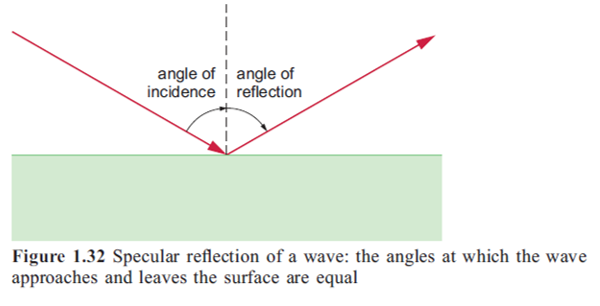 angle of incidence
angle of reflection
Figure 1.32 Specular reflection of a wave: the angles at which the wave
approaches and leaves the surface are equal